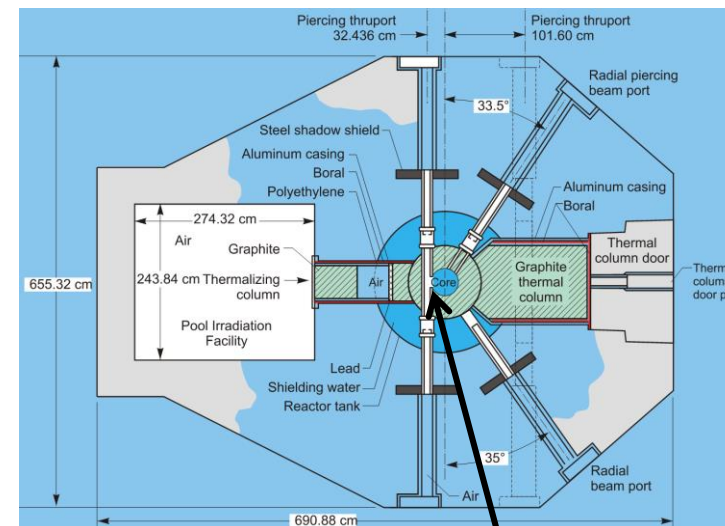 Piercing thruport
32.436 cm
Piercing thruport
101.60 cm
Radial piercing
beam port
33.5°
Steel shadow shield
Aluminum casing
Boral
Polyethylene
Aluminum casing
Boral
274.32 cm
Air
Graphite
243.84 cm
Thermalizing
column
655.32 cm
Pool Irradiation
Facility
Air
Core
Graphite
thermal
column
Thermal
column door
door p
Lead
Shielding water
Reactor tank
35°
Radial
beam port
Air
690.88 cm